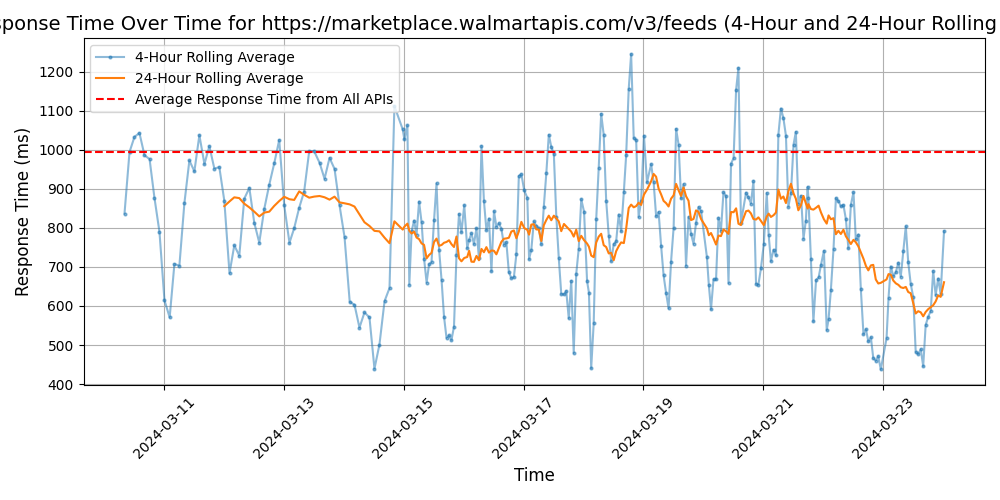 sponse Time Over Time for https://marketplace.walmartapis.com/v3/feeds (4-Hour and 24-Hour Rolling
4-Hour Rolling Average
24-Hour Rolling Average
Average Response Time from All APIs
Response Time (ms)
1200
1100
1000
900
800
700
600
500
400
2024-03-11
2024-03-13
2024-03-15
2024-03-17
2024-03-19
2024-03-21
2024-03-23
Time